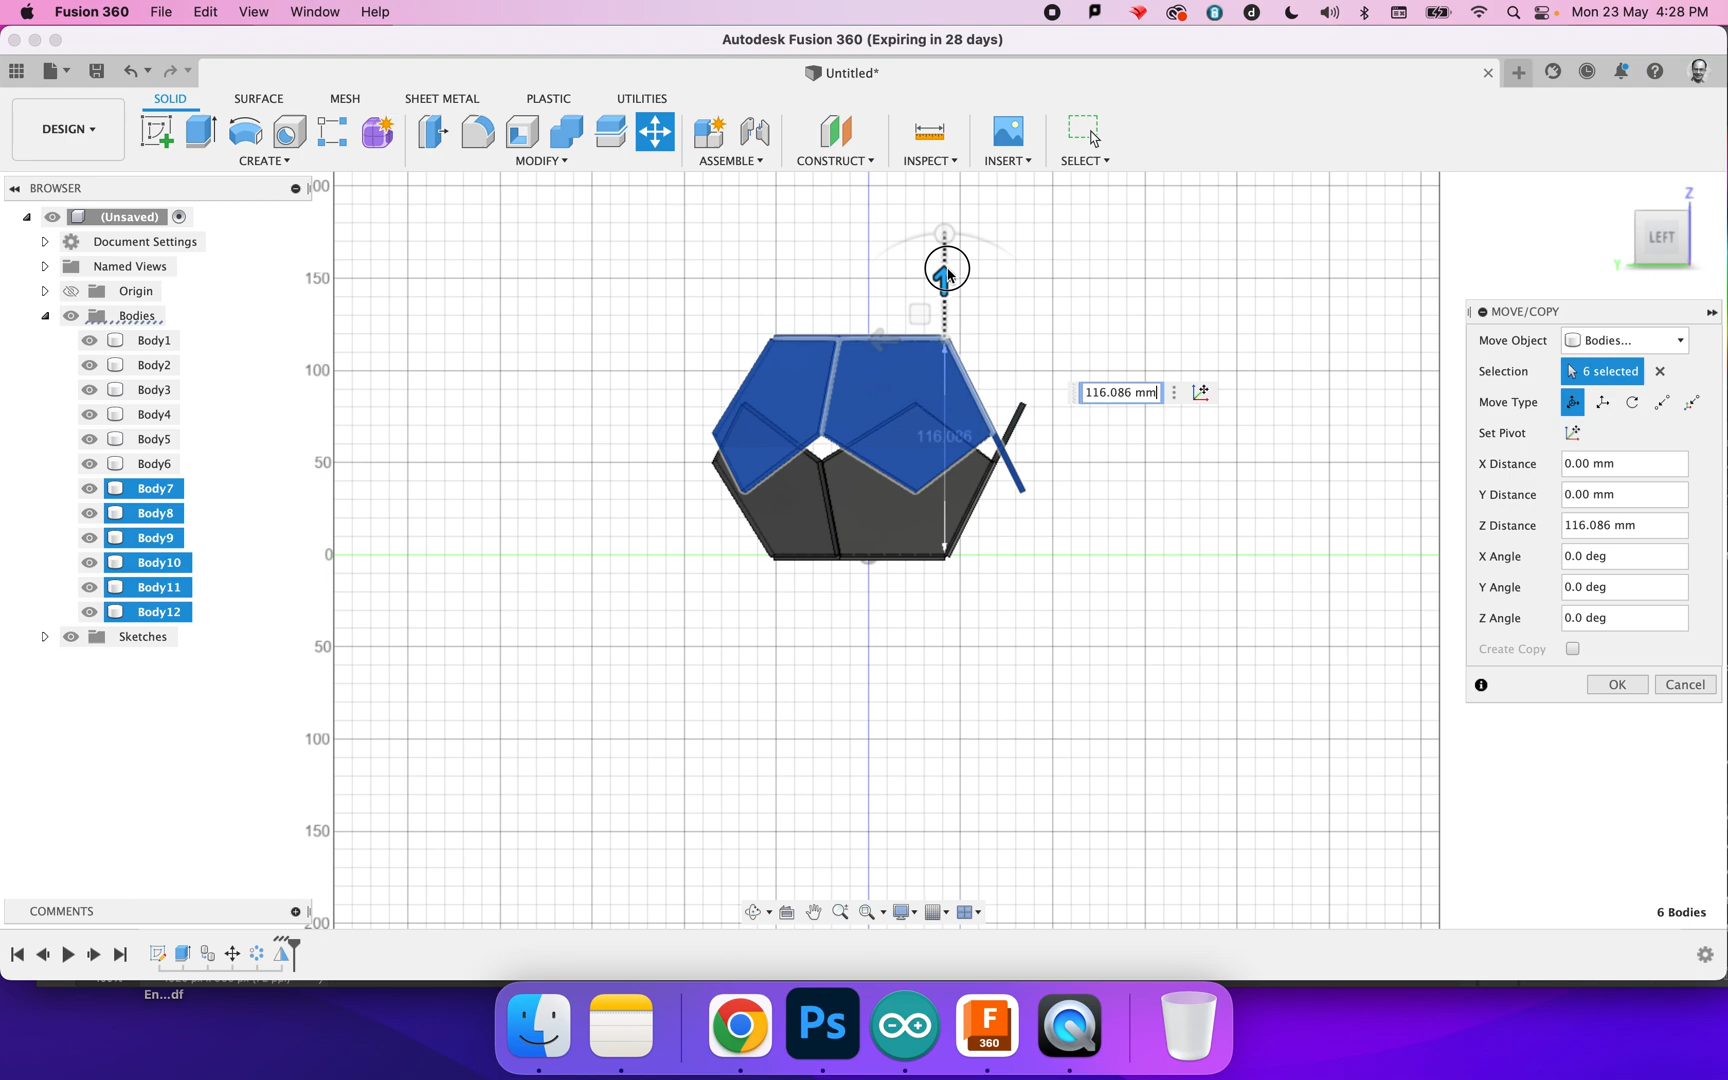 Fusion 360 File Edit View Window Help Mon 23 May 4:28 PM
Autodesk Fusion 360 (Expiring in 28 days)
Untitled*
SOLID SURFACE MESH SHEET METAL PLASTIC UTILITIES
DESIGN
CREATE MODIFY ASSEMBLE CONSTRUCT INSPECT INSERT SELECT
BROWSER
(Unsaved)
Document Settings
Named Views
Origin
Bodies
Body1
Body2
Body3
Body4
Body5
Body6
Body7
Body8
Body9
Body10
Body11
Body12
Sketches
00
150
100
50
0
50
100
150
200
116.086
116.086 mm
Z
LEFT
Y
MOVE/COPY
Move Object Bodies...
Selection 6 selected
Move Type
Set Pivot
X Distance 0.00 mm
Y Distance 0.00 mm
Z Distance 116.086 mm
X Angle 0.0 deg
Y Angle 0.0 deg
Z Angle 0.0 deg
Create Copy
OK Cancel
COMMENTS
6 Bodies
En...df
Ps
F
360